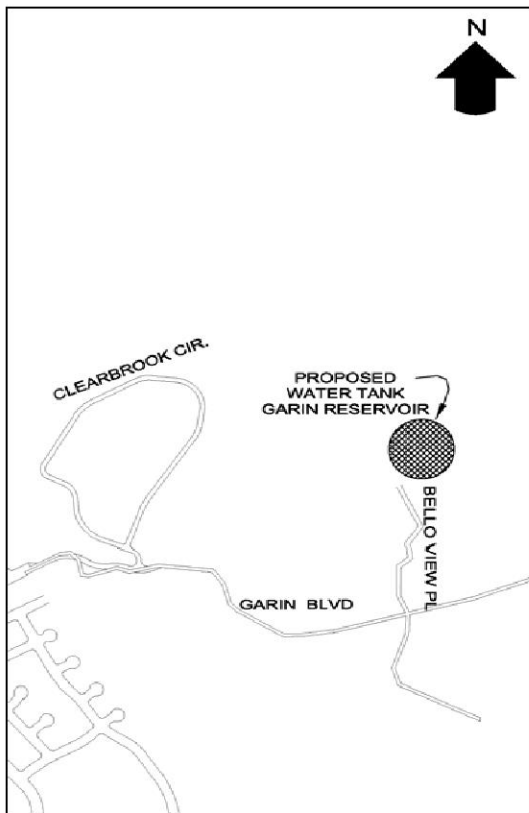 N
CLEARBROOK CIR.
PROPOSED
WATER TANK
GARIN RESERVOIR
BELLO VIEW PL
GARIN BLVD